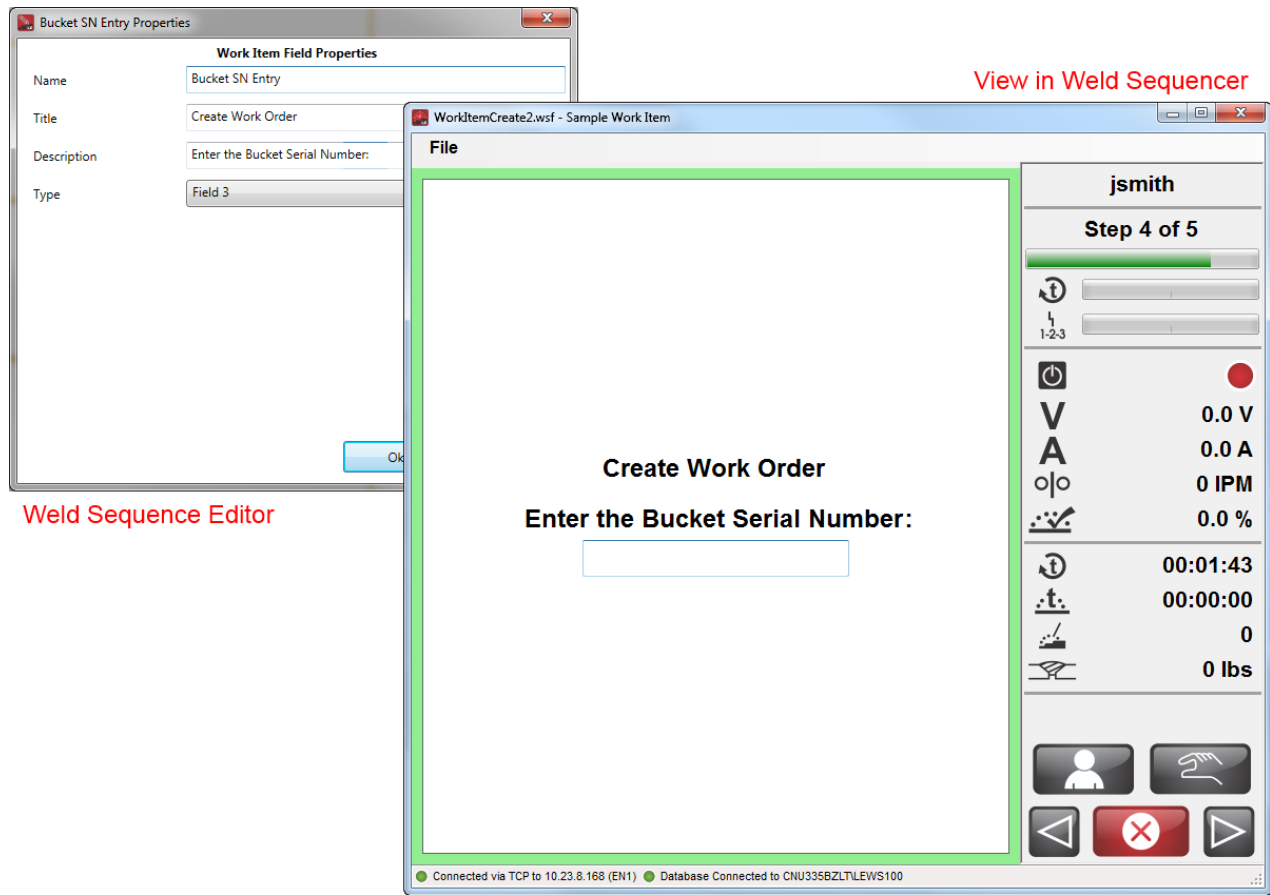 Bucket SN Entry Properties
Work Item Field Properties
Name
Bucket SN Entry
Title
Create Work Order
Description
Enter the Bucket Serial Number:
Type
Field 3
Ok
Weld Sequence Editor
View in Weld Sequencer
WorkItemCreate2.wsf - Sample Work Item
File
Create Work Order
Enter the Bucket Serial Number:
jsmith
Step 4 of 5
t
1-2-3
V 0.0 V
A 0.0 A
0 IPM
0.0 %
t 00:01:43
.t. 00:00:00
0
0 lbs
Connected via TCP to 10.23.8.168 (EN1) Database Connected to CNU335BZLT\LEWS100